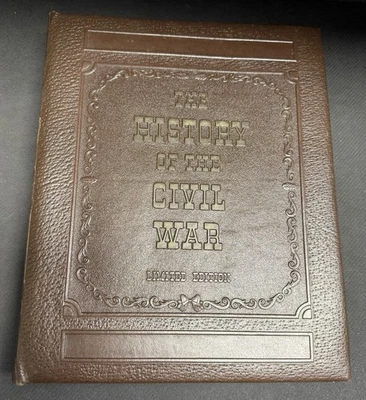 THE
HISTORY
OF THE
CIVIL
WAR
LIMITED EDITION